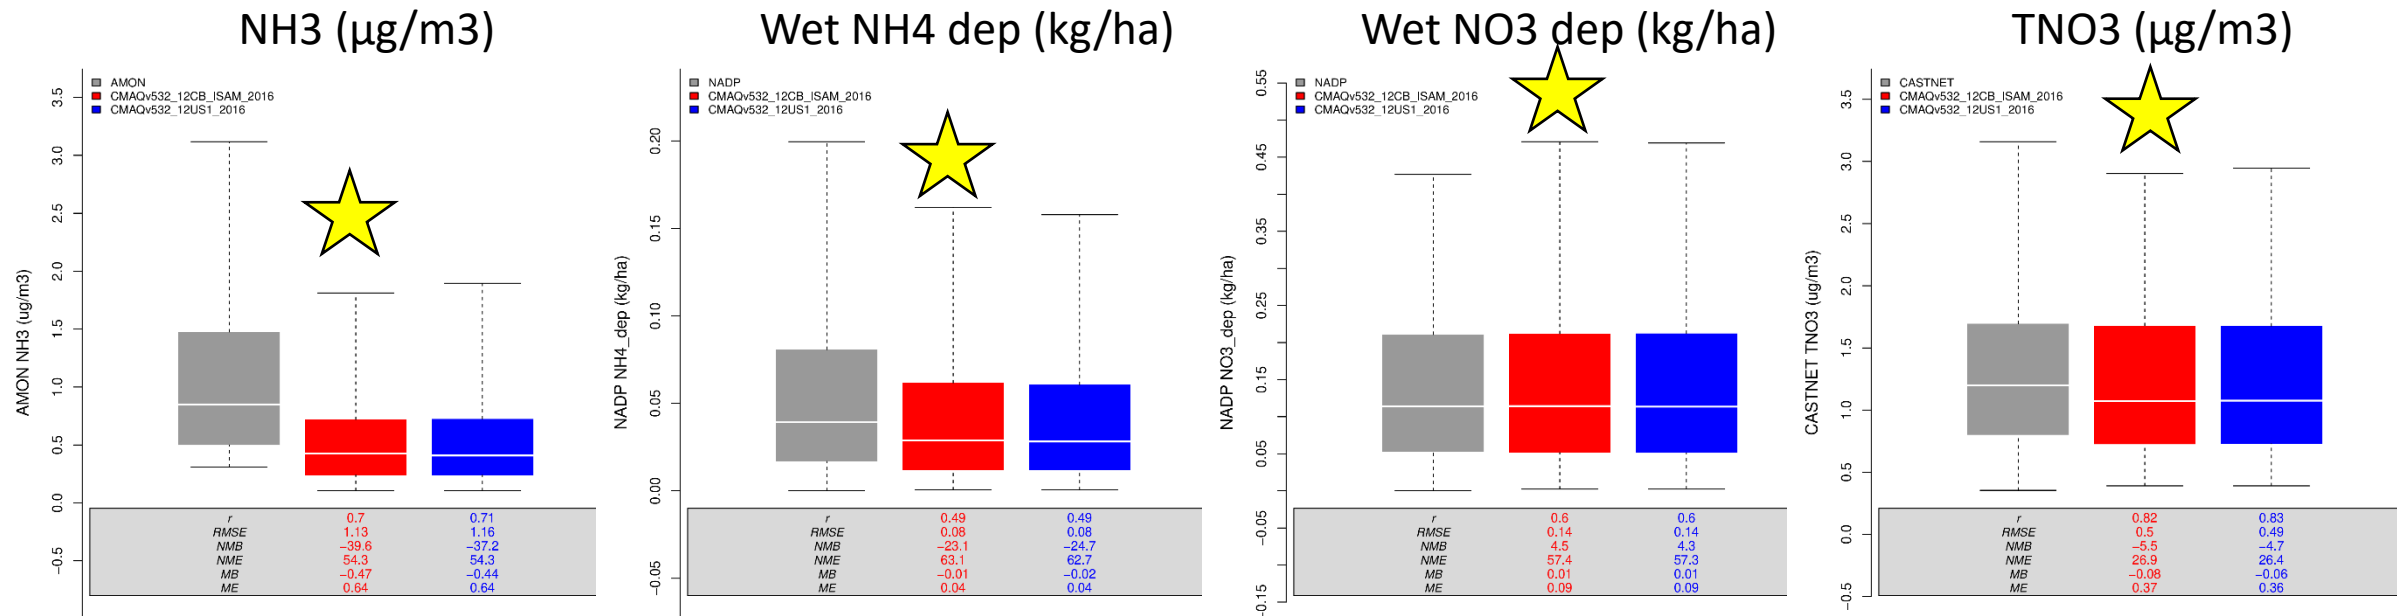 NH3 (µg/m3)
AMON
CMAQv532_12CB_ISAM_2016
CMAQv532_12US1_2016
AMON NH3 (ug/m3)
3.5
3.0
2.5
2.0
1.5
1.0
0.5
0.0
−0.5
r 0.7 0.71
RMSE 1.13 1.16
NMB −39.6 −37.2
NME 54.3 54.3
MB −0.47 −0.44
ME 0.64 0.64
Wet NH4 dep (kg/ha)
NADP
CMAQv532_12CB_ISAM_2016
CMAQv532_12US1_2016
NADP NH4_dep (kg/ha)
0.20
0.15
0.10
0.05
0.00
−0.05
r 0.49 0.49
RMSE 0.08 0.08
NMB −23.1 −24.7
NME 63.1 62.7
MB −0.01 −0.02
ME 0.04 0.04
Wet NO3 dep (kg/ha)
NADP
CMAQv532_12CB_ISAM_2016
CMAQv532_12US1_2016
NADP NO3_dep (kg/ha)
0.55
0.45
0.35
0.25
0.15
0.05
−0.05
−0.15
r 0.6 0.6
RMSE 0.14 0.14
NMB 4.5 4.3
NME 57.4 57.3
MB 0.01 0.01
ME 0.09 0.09
TNO3 (µg/m3)
CASTNET
CMAQv532_12CB_ISAM_2016
CMAQv532_12US1_2016
CASTNET TNO3 (ug/m3)
3.5
3.0
2.5
2.0
1.5
1.0
0.5
0.0
−0.5
r 0.82 0.83
RMSE 0.5 0.49
NMB −5.5 −4.7
NME 26.9 26.4
MB −0.08 −0.06
ME 0.37 0.36